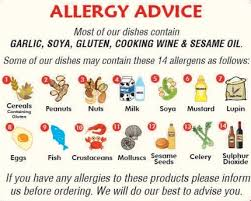 ALLERGY ADVICE
Most of our dishes contain
GARLIC, SOYA, GLUTEN, COOKING WINE & SESAME OIL.
Some of our dishes may contain these 14 allergens as follows:
1 2 3 4 5 6 7
Cereals Containing Gluten
Peanuts
Nuts
Milk
Soya
Mustard
Lupin
8 9 10 11 12 13 14
Eggs
Fish
Crustaceans
Molluscs
Sesame Seeds
Celery
Sulphur Dioxide
If you have any allergies to these products please inform
us before ordering. We will do our best to advise you.